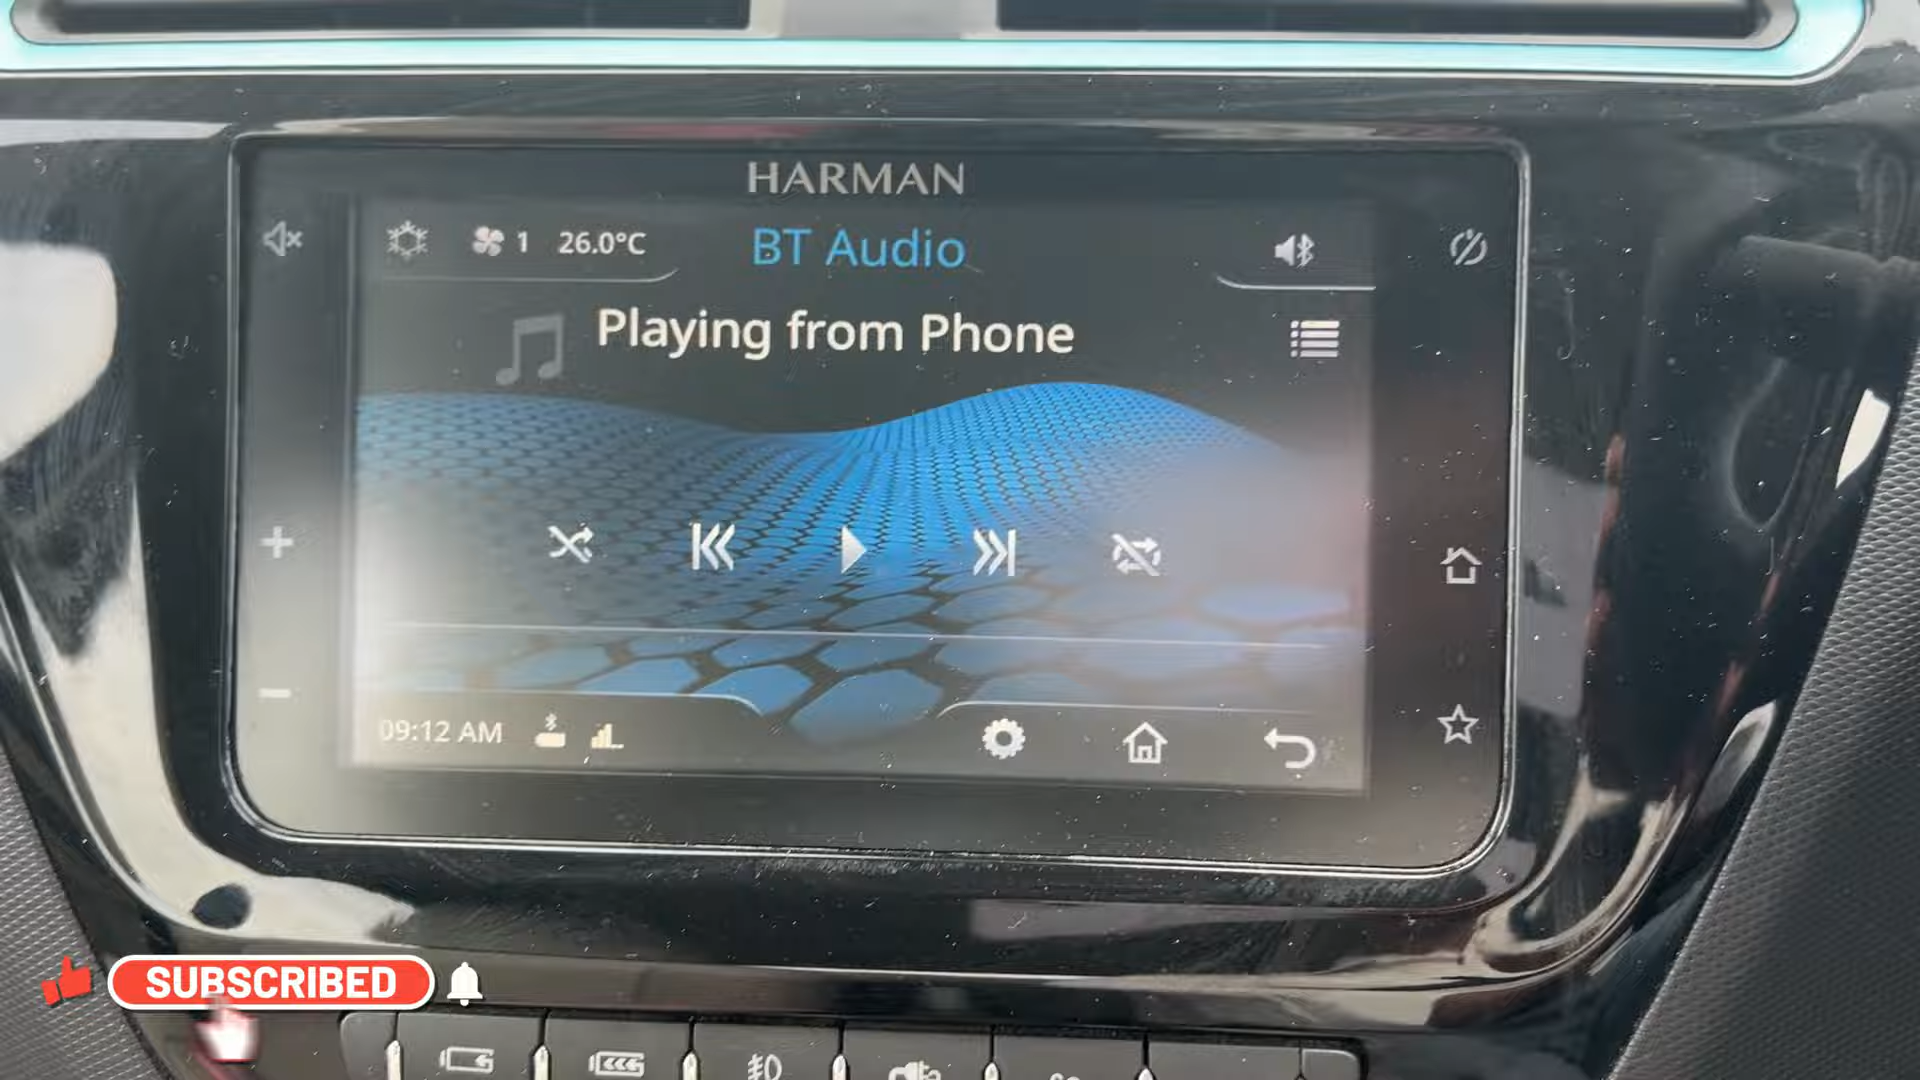 HARMAN
1 26.0°C
BT Audio
Playing from Phone
09:12 AM
SUBSCRIBED